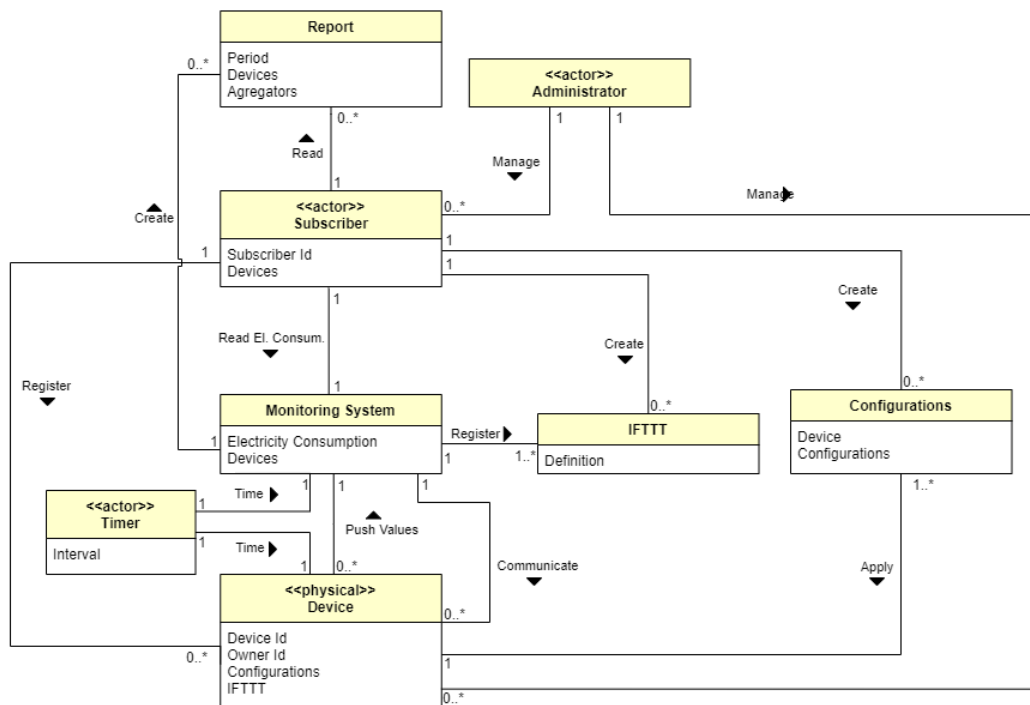 Report
Period
Devices
Agregators
0..*
0..*
Read
1
<<actor>>
Administrator
1
1
Manage
Manage
0..*
Create
<<actor>>
Subscriber
Subscriber Id
Devices
1
1
1
1
Read El. Consum.
Create
Create
Register
1
0..*
0..*
Monitoring System
Electricity Consumption
Devices
1
Register
1
1..*
IFTTT
Definition
Configurations
Device
Configurations
1..*
<<actor>>
Timer
Interval
1
1
Time
1
1
1
Time
1
Push Values
0..*
Communicate
0..*
Apply
<<physical>>
Device
Device Id
Owner Id
Configurations
IFTTT
0..*
1
0..*